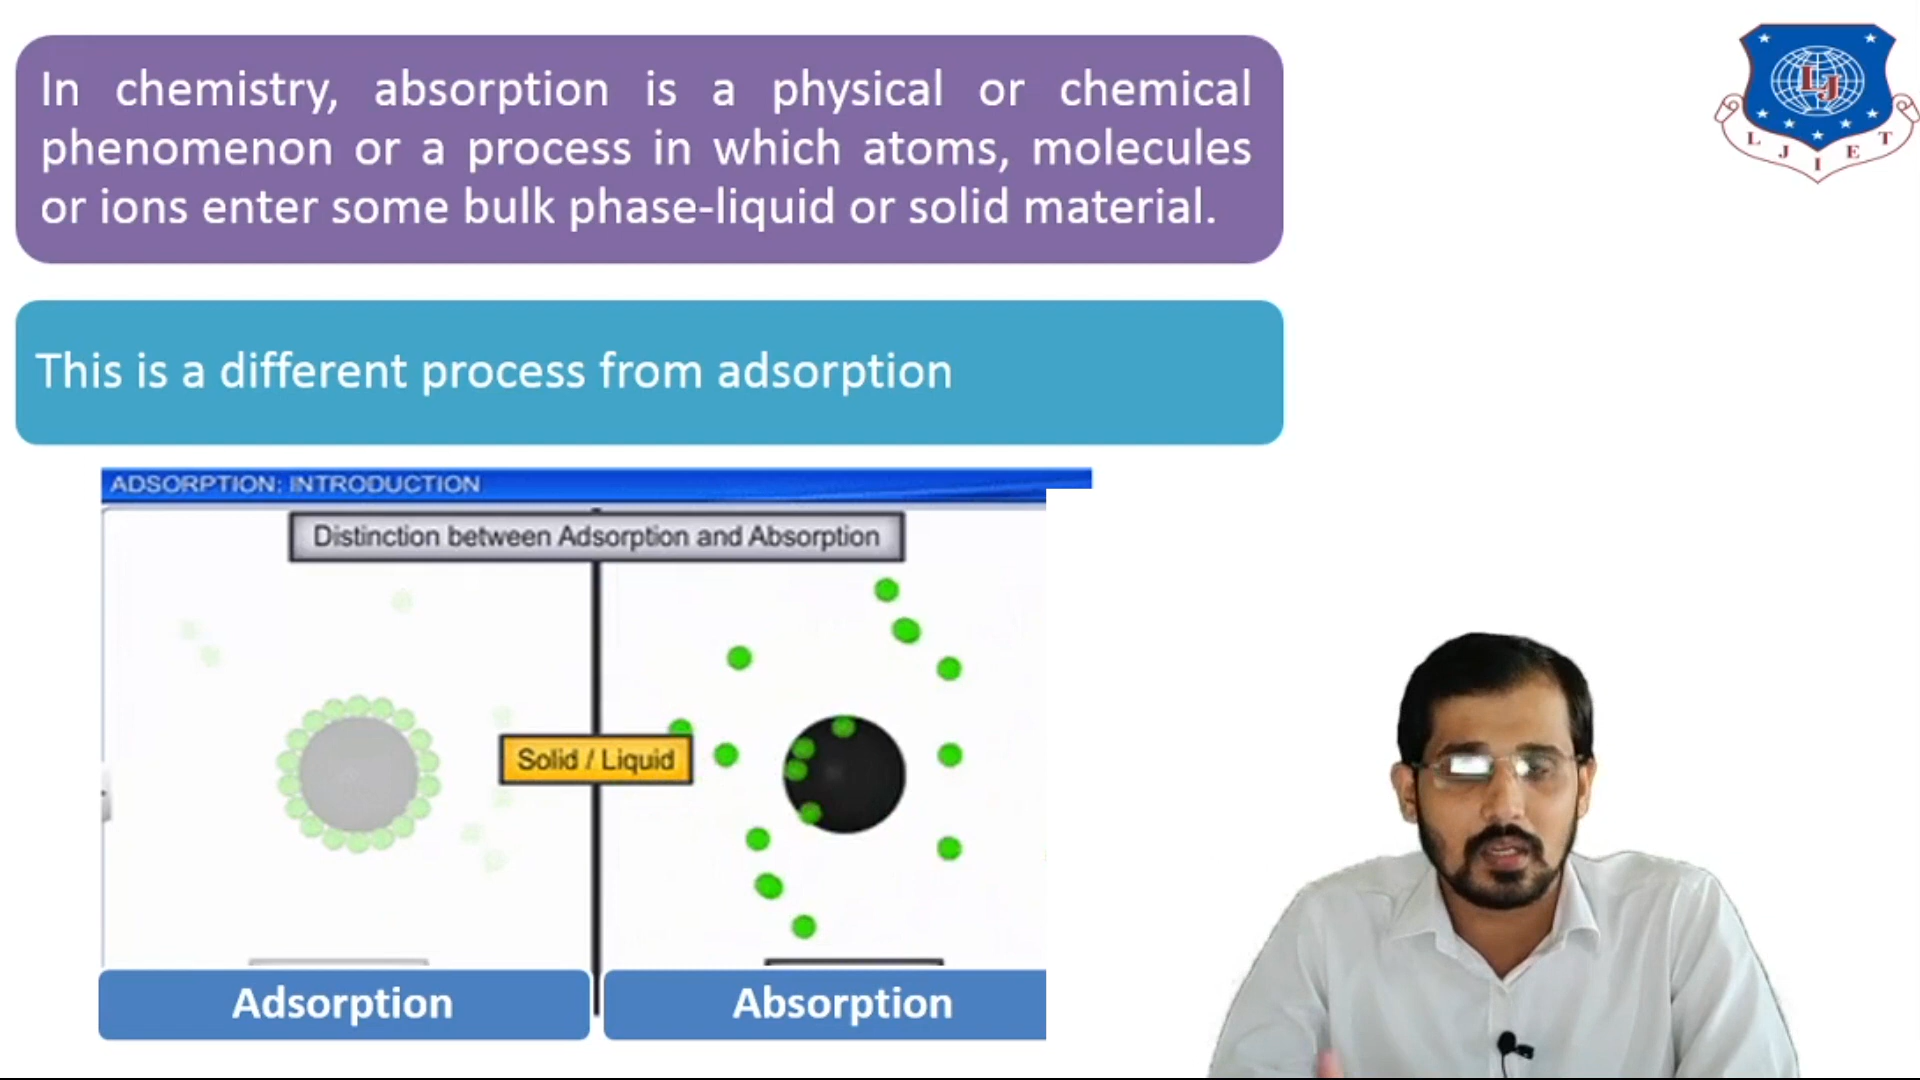 In chemistry, absorption is a physical or chemical
phenomenon or a process in which atoms, molecules
or ions enter some bulk phase-liquid or solid material.
LJ
L J I E T
This is a different process from adsorption
ADSORPTION: INTRODUCTION
Distinction between Adsorption and Absorption
Solid / Liquid
Adsorption
Absorption